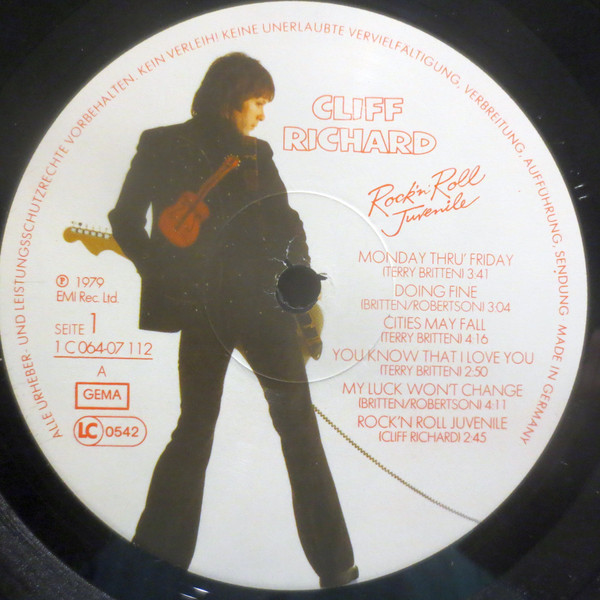 ALLE URHEBER- UND LEISTUNGSSCHUTZRECHTE VORBEHALTEN. KEIN VERLEIH! KEINE UNERLAUBTE VERVIELFÄLTIGUNG, VERBREITUNG, AUFFÜHRUNG, SENDUNG MADE IN GERMANY
CLIFF
RICHARD
Rock'n'Roll
Juvenile
MONDAY THRU' FRIDAY
(TERRY BRITTEN) 3:41
DOING FINE
(BRITTEN/ROBERTSON) 3:04
CITIES MAY FALL
(TERRY BRITTEN) 4:16
YOU KNOW THAT I LOVE YOU
(TERRY BRITTEN) 2:50
MY LUCK WON'T CHANGE
(BRITTEN/ROBERTSON) 4:11
ROCK'N ROLL JUVENILE
(CLIFF RICHARD) 2:45
℗ 1979
EMI Rec. Ltd.
SEITE 1
1 C 064-07 112
A
GEMA
LC 0542